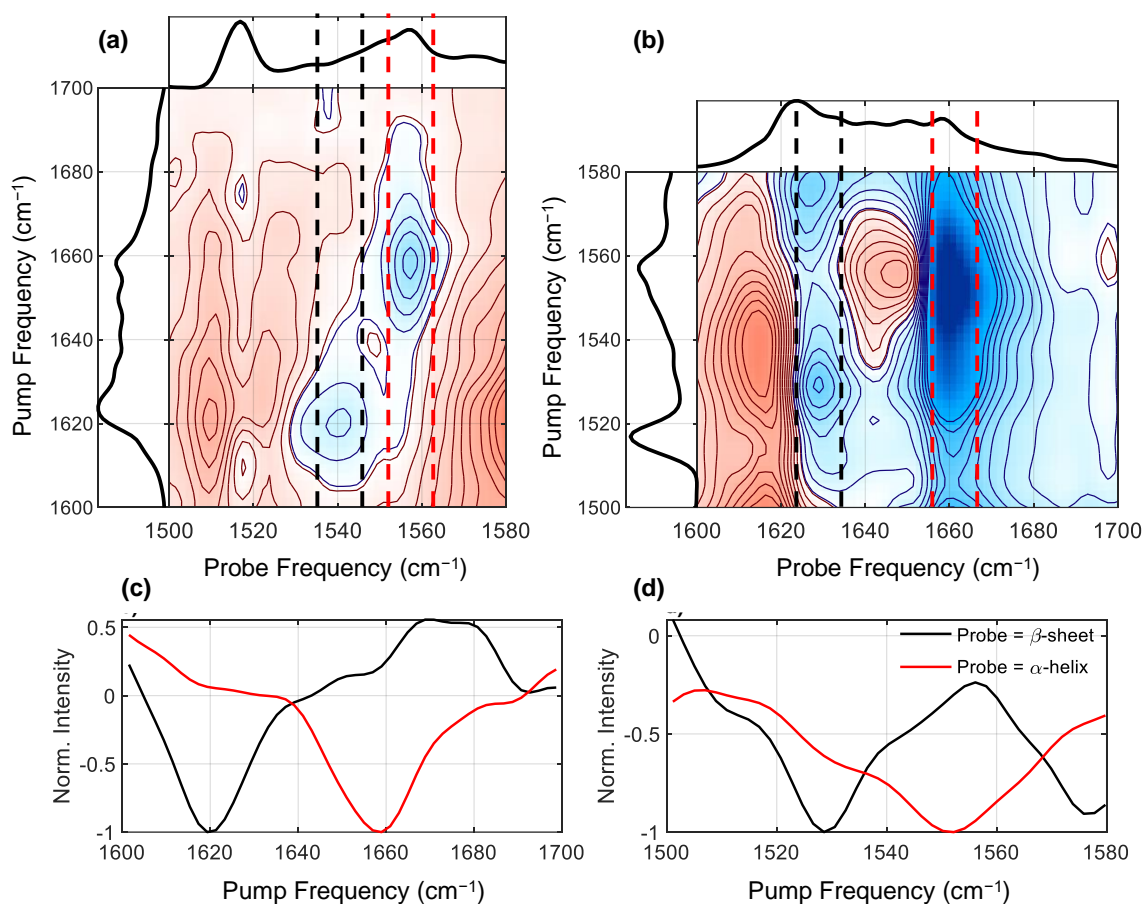 (a)
(b)
1700
1680
1660
1640
1620
1600
Pump Frequency (cm⁻¹)
1500
1520
1540
1560
1580
Probe Frequency (cm⁻¹)
1580
1560
1540
1520
1500
Pump Frequency (cm⁻¹)
1600
1620
1640
1660
1680
1700
Probe Frequency (cm⁻¹)
(c)
(d)
0.5
0
-0.5
-1
Norm. Intensity
1600
1620
1640
1660
1680
1700
Pump Frequency (cm⁻¹)
0
-0.5
-1
Norm. Intensity
Probe = β-sheet
Probe = α-helix
1500
1520
1540
1560
1580
Pump Frequency (cm⁻¹)